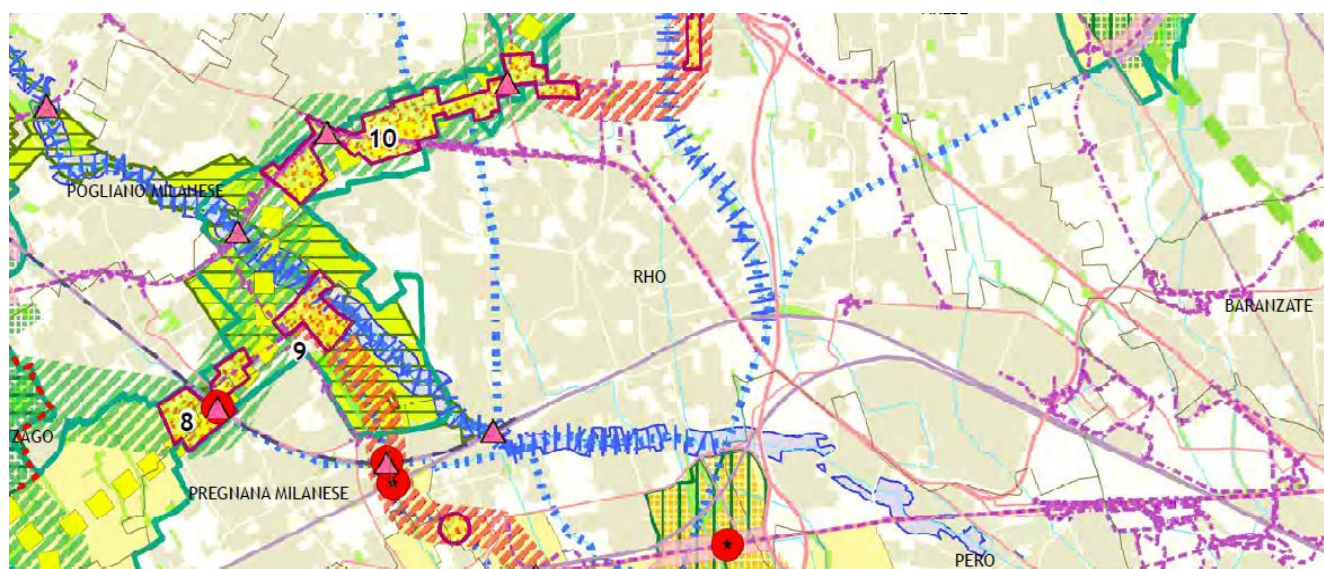 10
POGLIANO MILANESE
RHO
BARANZATE
9
8
ZAGO
PREGNANA MILANESE
PERO